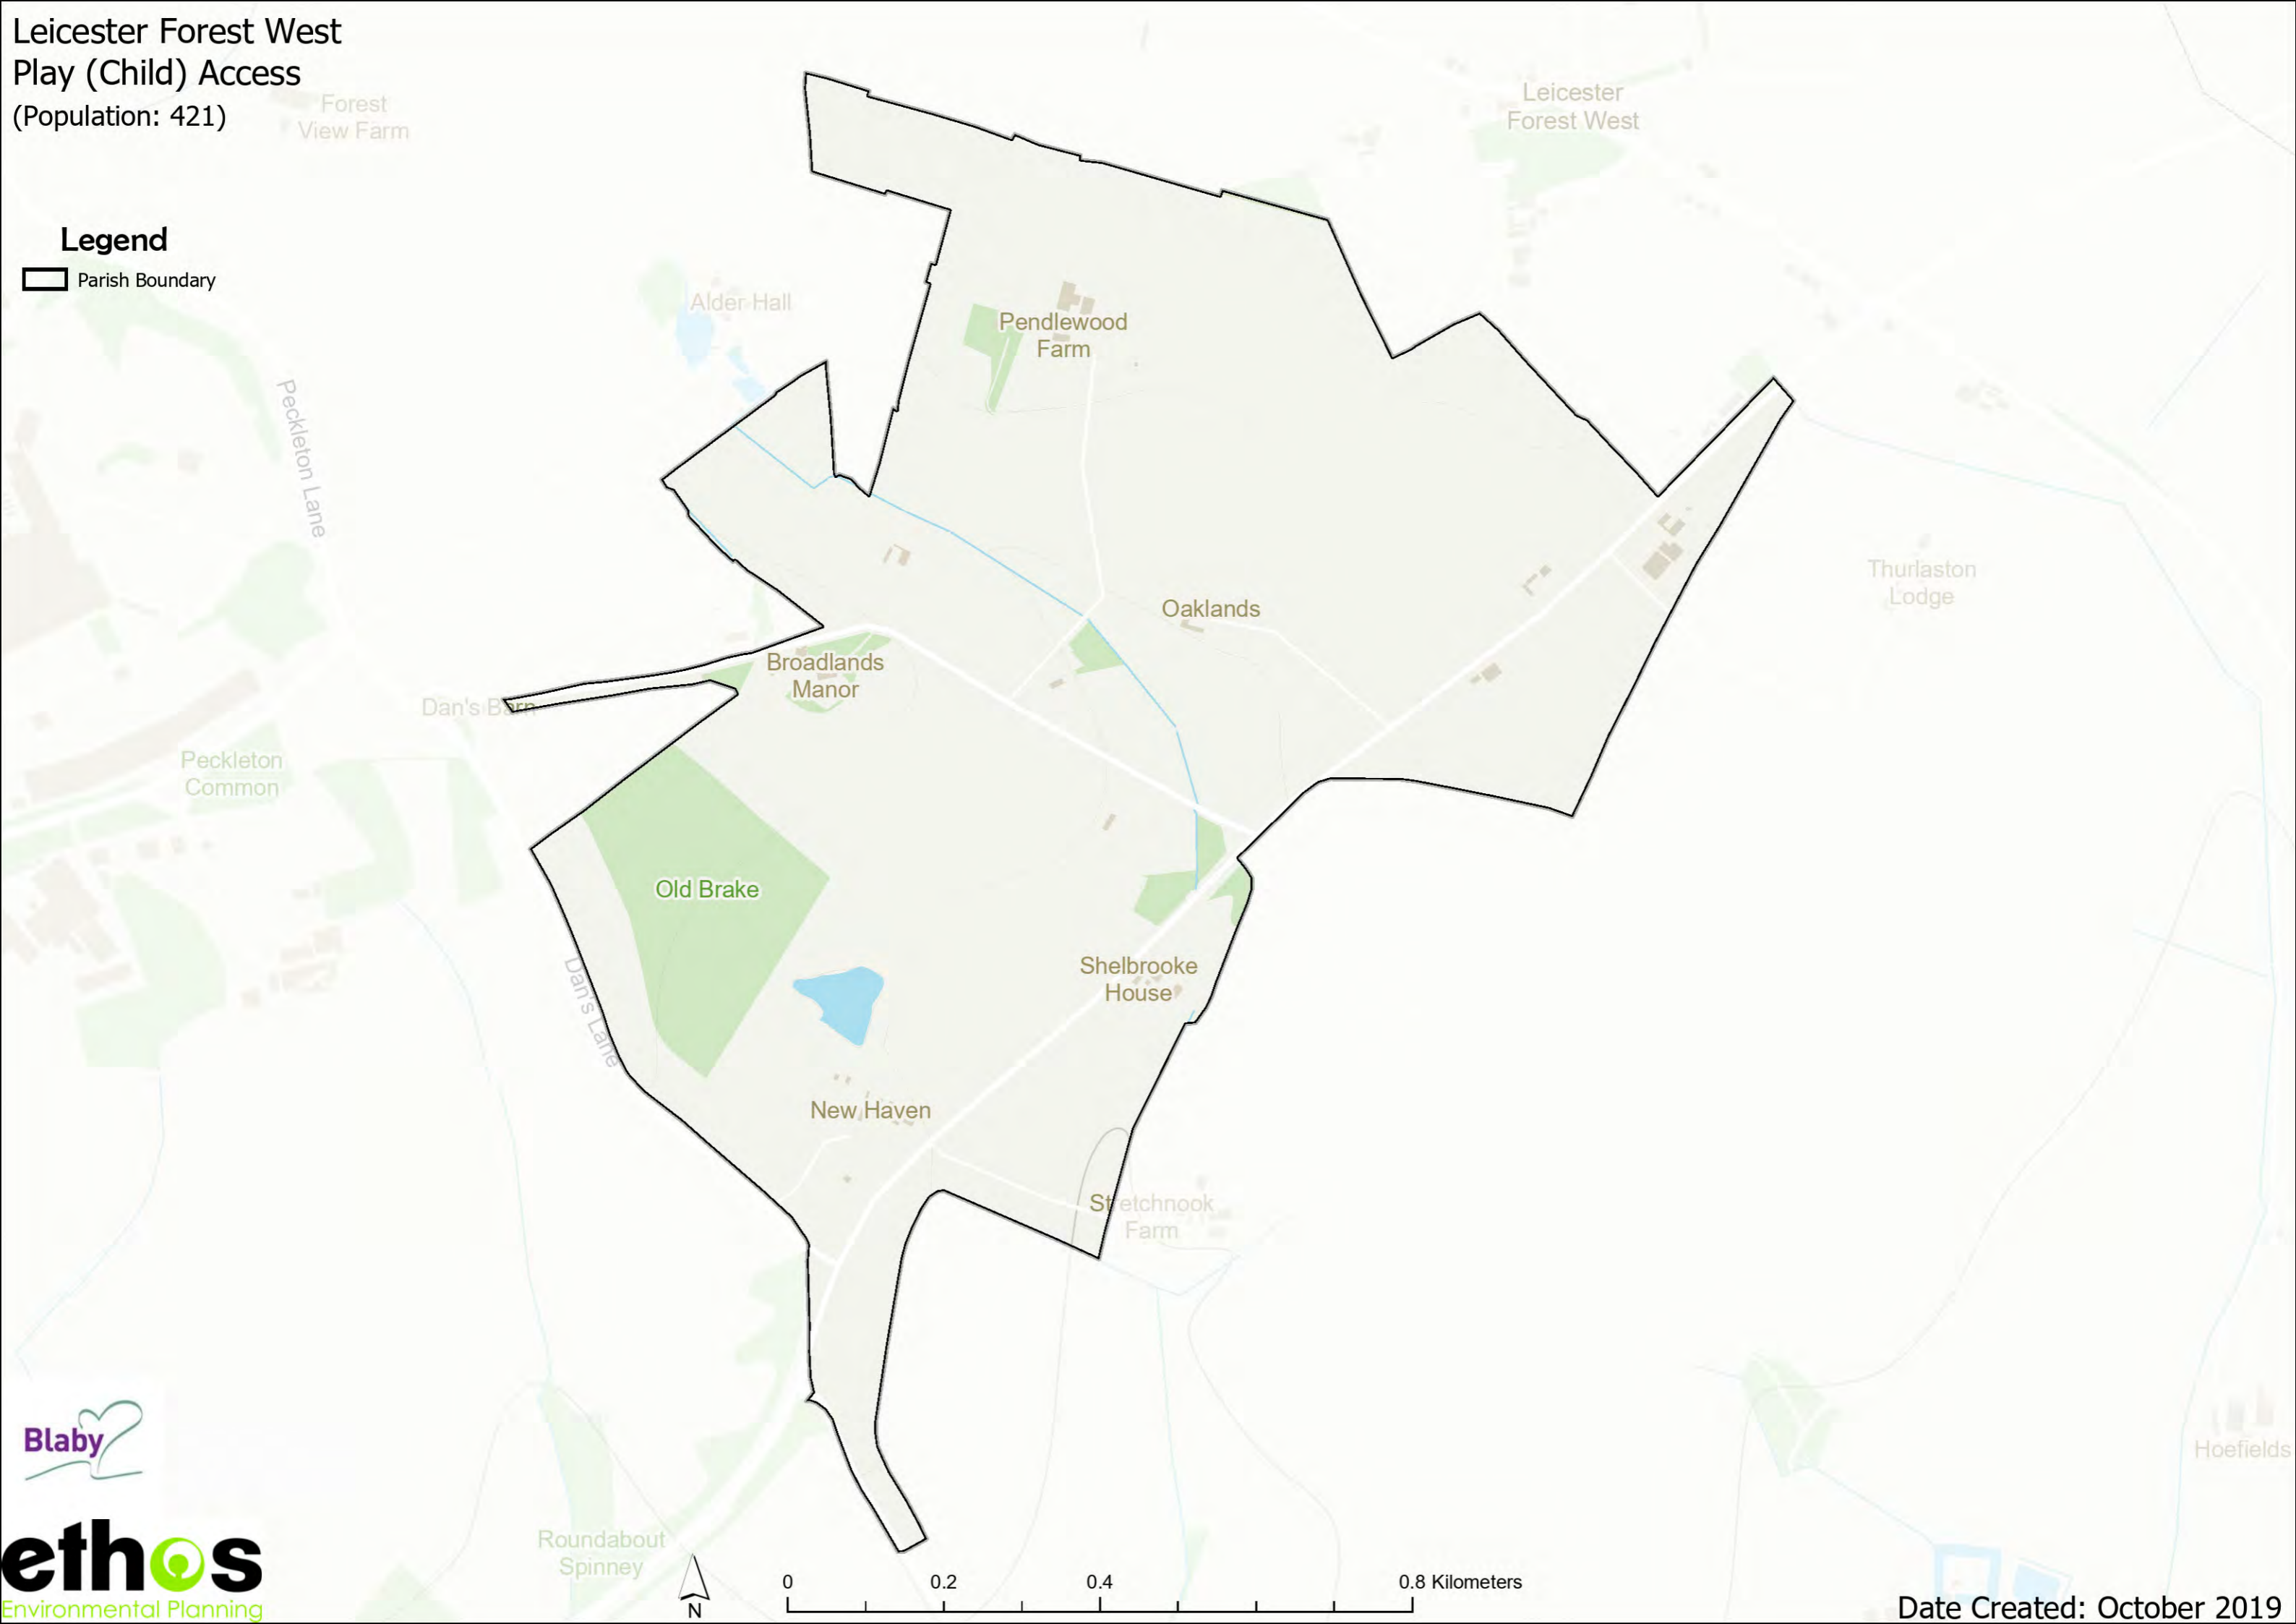 Leicester Forest West
Play (Child) Access
(Population: 421)
Forest
View Farm
Leicester
Forest West
Legend
Parish Boundary
Alder Hall
Pendlewood
Farm
Peckleton Lane
Thurlaston
Lodge
Oaklands
Broadlands
Manor
Dan's Barn
Peckleton
Common
Old Brake
Dan's Lane
Shelbrooke
House
New Haven
Stretchnook
Farm
Blaby
Hoefields
ethos
Environmental Planning
Roundabout
Spinney
N
0 0.2 0.4 0.8 Kilometers
Date Created: October 2019